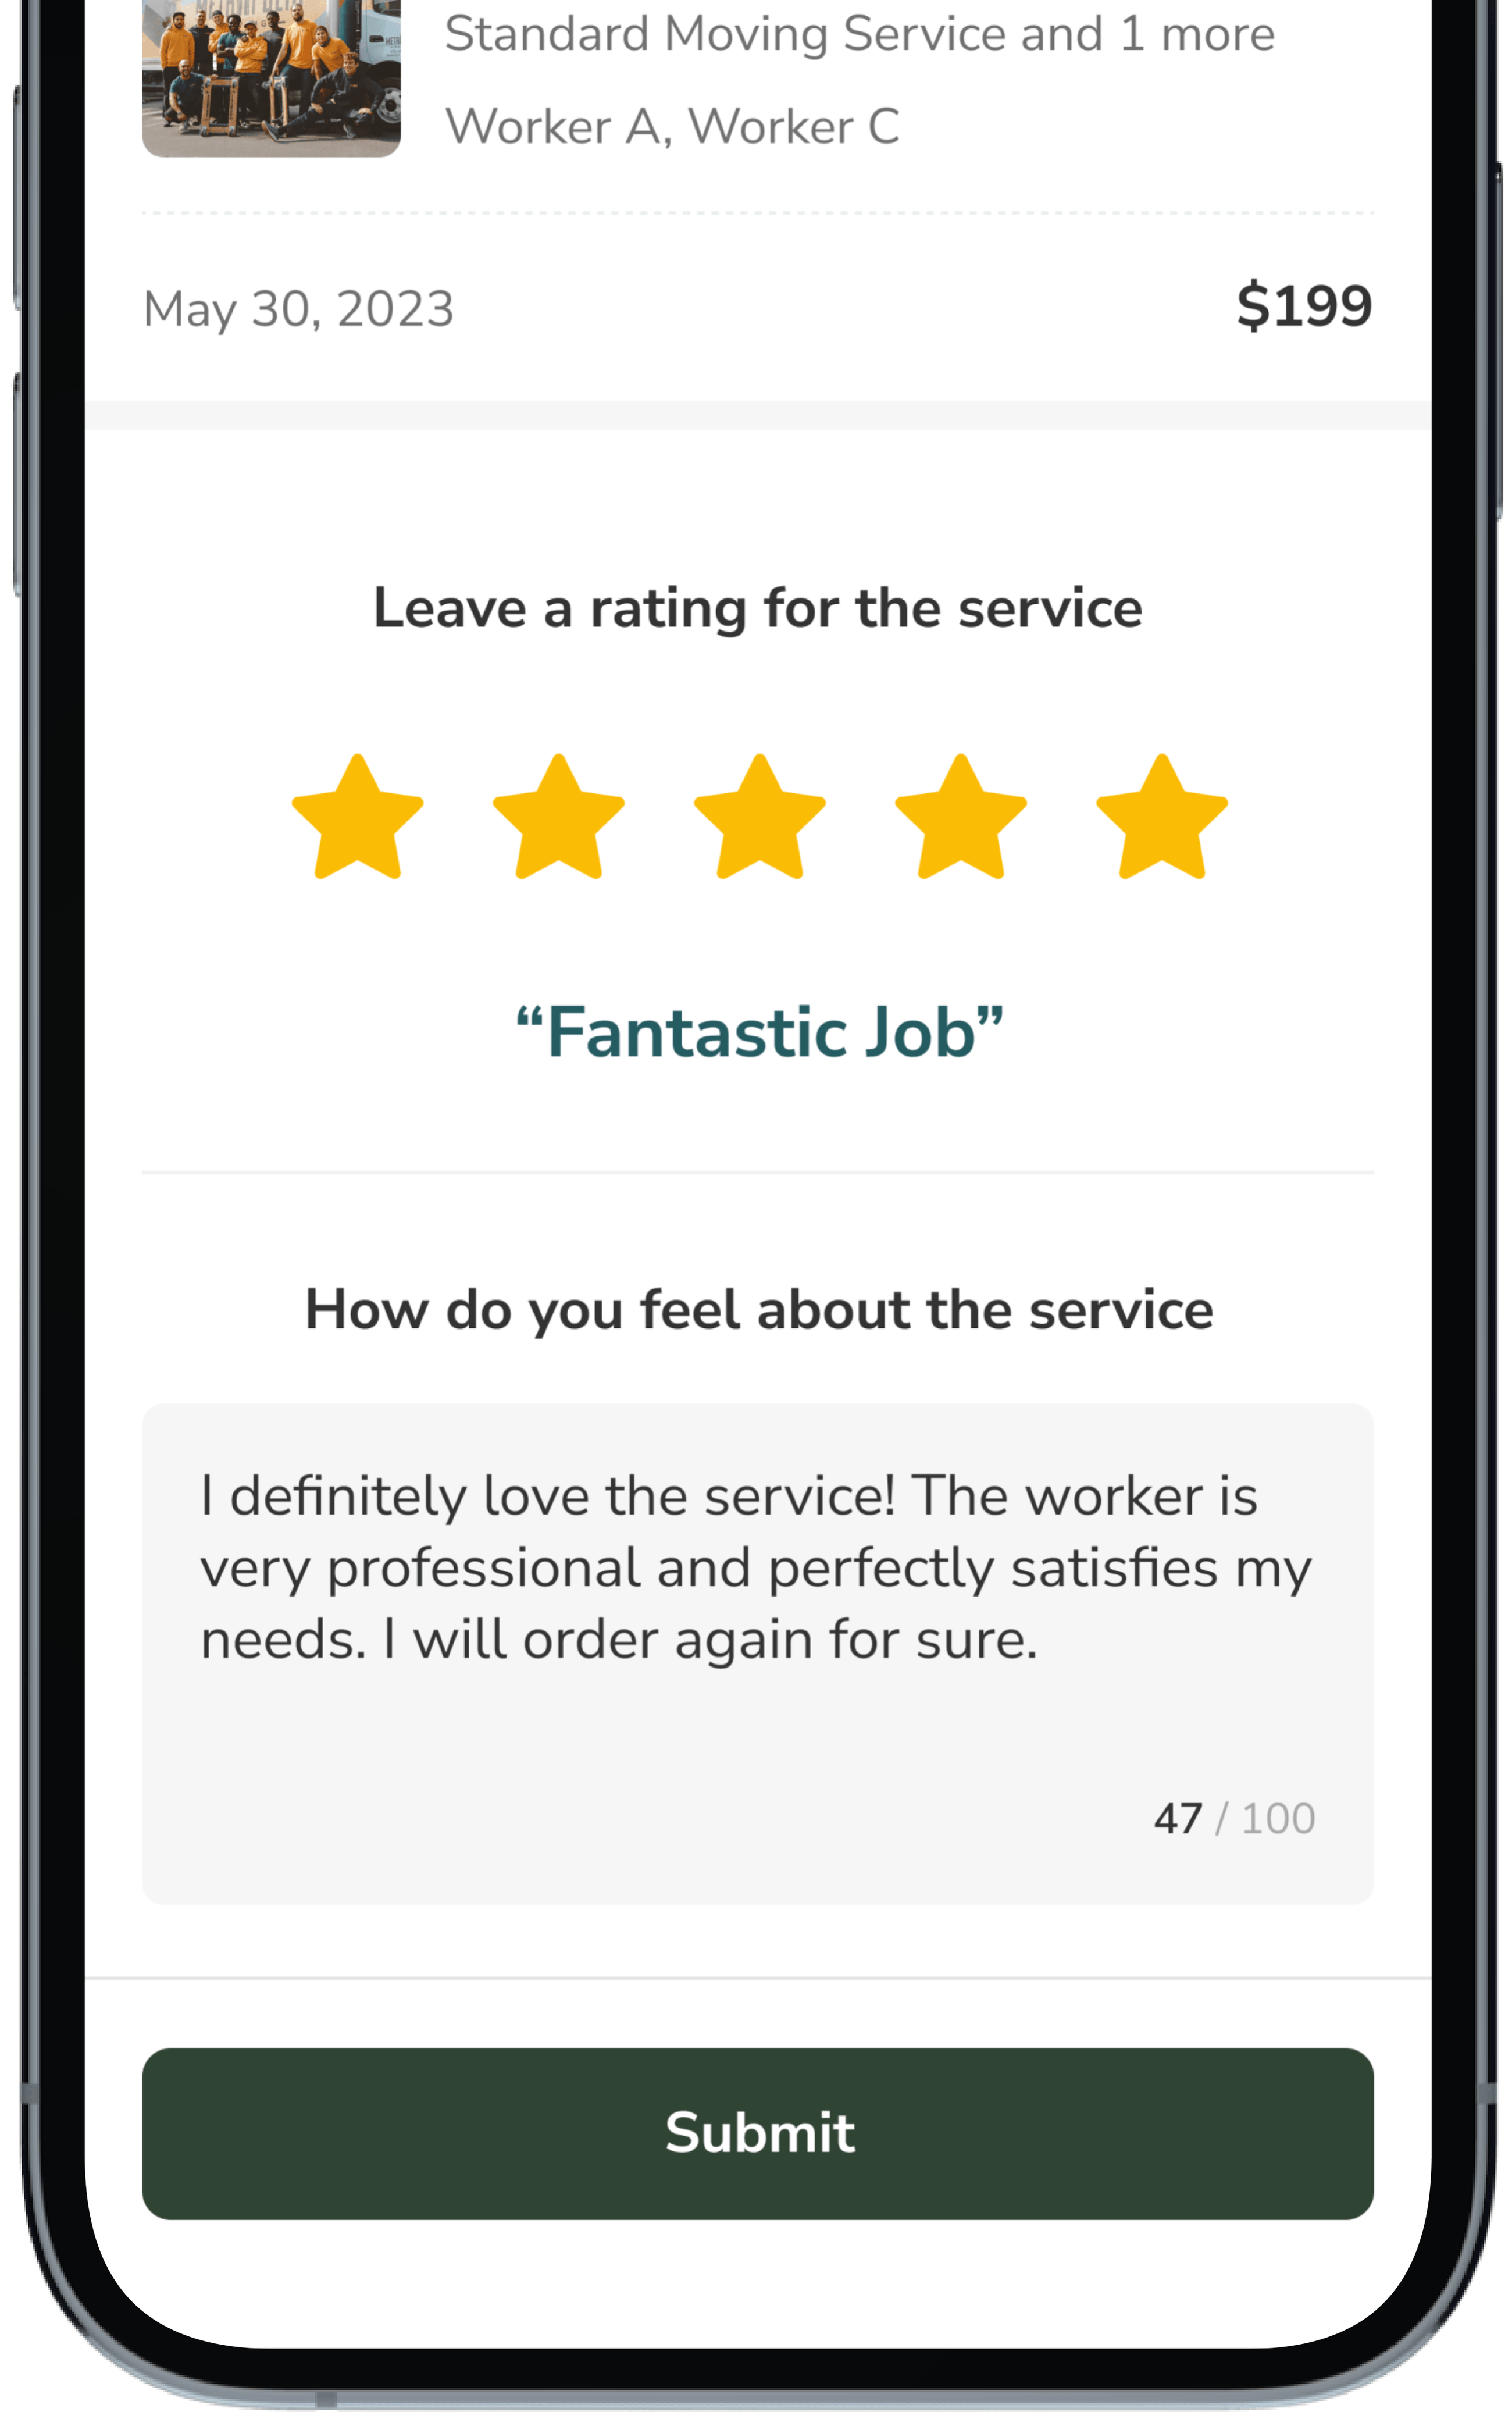 Standard Moving Service and 1 more
Worker A, Worker C
May 30, 2023
$199
Leave a rating for the service
“Fantastic Job”
How do you feel about the service
I definitely love the service! The worker is
very professional and perfectly satisfies my
needs. I will order again for sure.
47 / 100
Submit